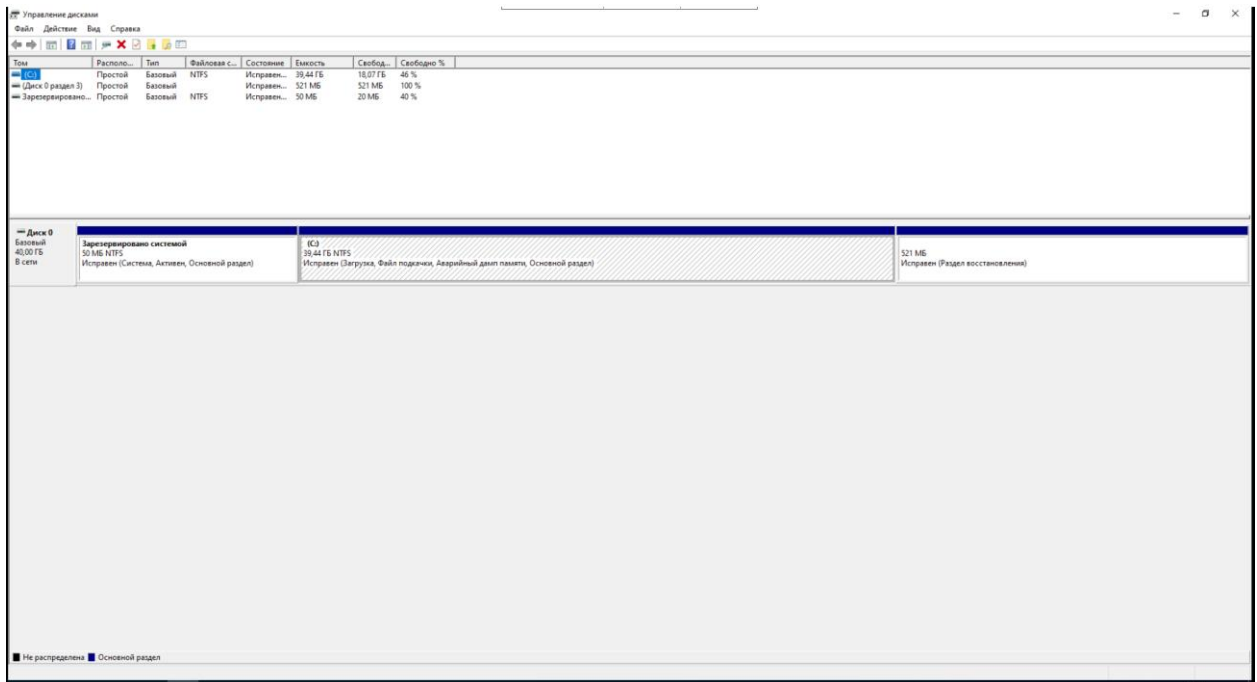 Управление дисками
Файл Действие Вид Справка
Том Располо... Тип Файловая с... Состояние Емкость Свобод... Свободно %
(C:) Простой Базовый NTFS Исправен... 39,44 ГБ 18,07 ГБ 46 %
(Диск 0 раздел 3) Простой Базовый Исправен... 521 МБ 521 МБ 100 %
Зарезервировано... Простой Базовый NTFS Исправен... 50 МБ 20 МБ 40 %
Диск 0
Базовый
40,00 ГБ
В сети
Зарезервировано системой
50 МБ NTFS
Исправен (Система, Активен, Основной раздел)
(C:)
39,44 ГБ NTFS
Исправен (Загрузка, Файл подкачки, Аварийный дамп памяти, Основной раздел)
521 МБ
Исправен (Раздел восстановления)
Не распределена Основной раздел